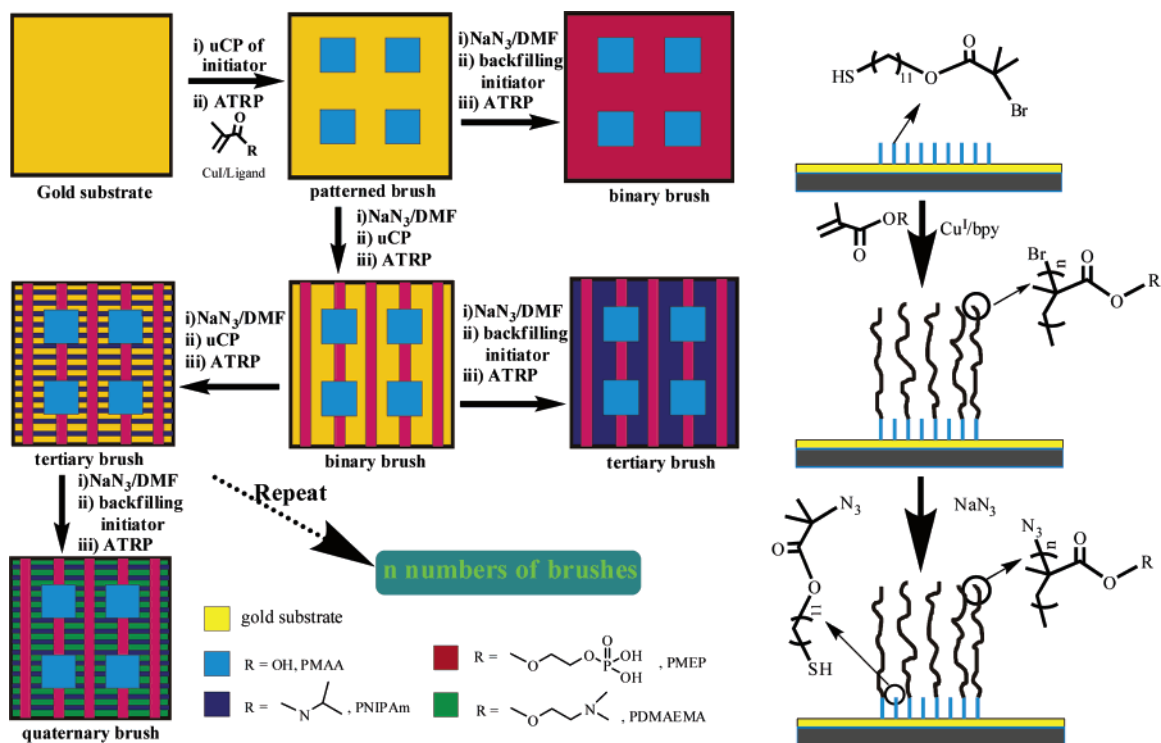 i) uCP of
initiator
ii) ATRP
O
R
CuI/Ligand
Gold substrate
patterned brush
i)NaN3/DMF
ii) backfilling
initiator
iii) ATRP
binary brush
i)NaN3/DMF
ii) uCP
iii) ATRP
i)NaN3/DMF
ii) uCP
iii) ATRP
i)NaN3/DMF
ii) backfilling
initiator
iii) ATRP
tertiary brush
binary brush
tertiary brush
i)NaN3/DMF
ii) backfilling
initiator
iii) ATRP
Repeat
n numbers of brushes
quaternary brush
gold substrate
R = OH, PMAA
R = N , PNIPAm
R = O O P O OH OH , PMEP
R = O N , PDMAEMA
HS 11 O O Br
OR
O
CuI/bpy
Br n O O R
NaN3
N3
O
O
11
SH
N3 n O O R